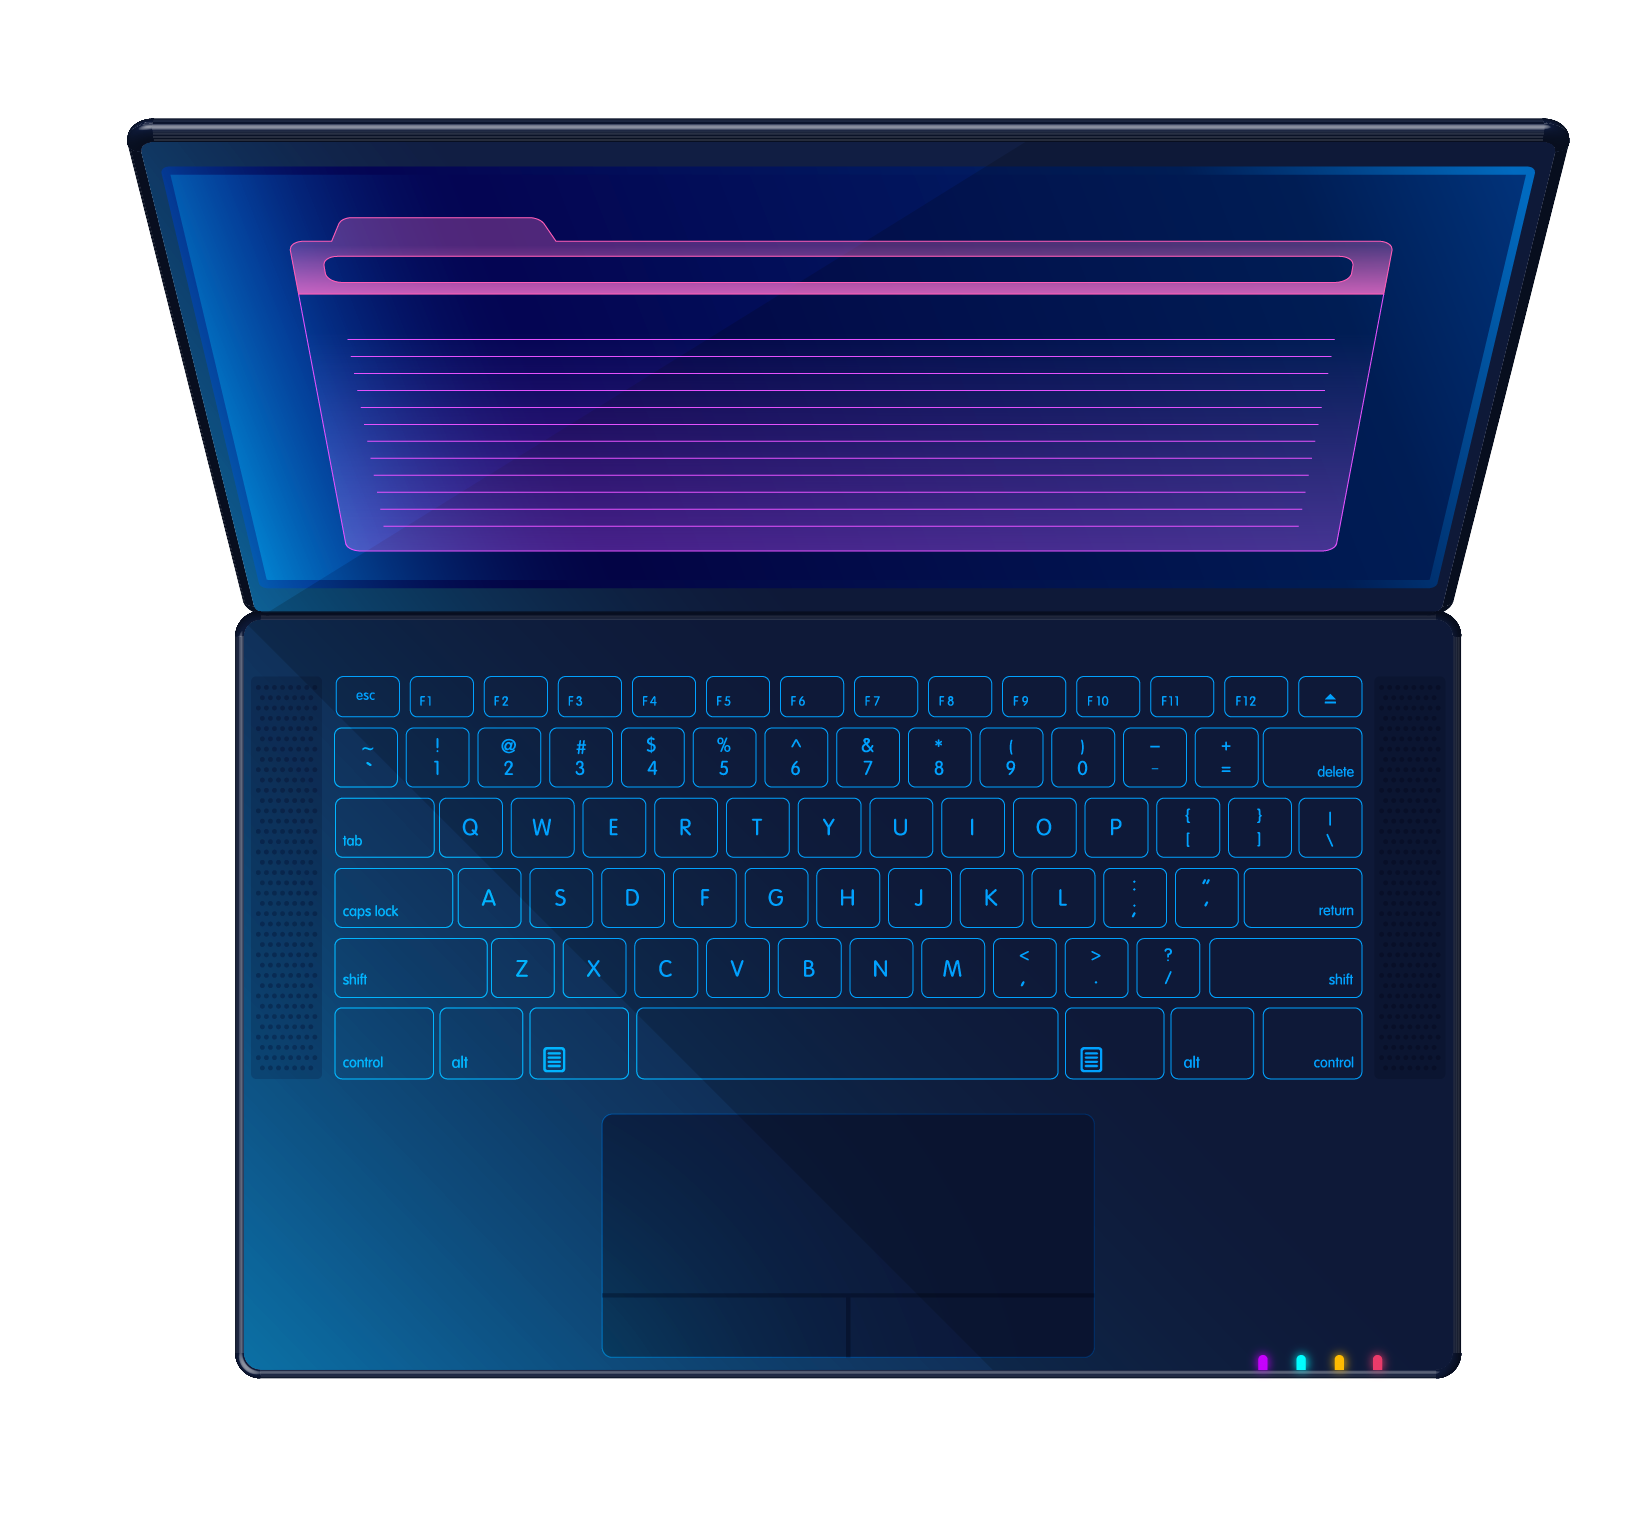 esc F1 F2 F3 F4 F5 F6 F7 F8 F9 F10 F11 F12
~ ! @ # $ % ^ & * ( ) – +
` 1 2 3 4 5 6 7 8 9 0 - = delete
tab Q W E R T Y U I O P { [ } ] | \
caps lock A S D F G H J K L : ; " ' return
shift Z X C V B N M < , > . ? / shift
control alt alt control